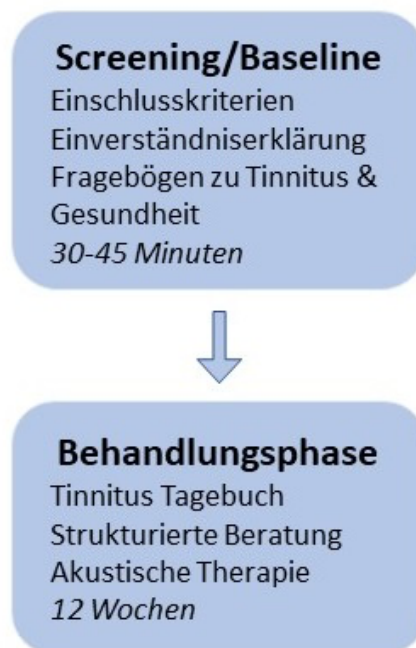 Screening/Baseline
Einschlusskriterien
Einverständniserklärung
Fragebögen zu Tinnitus &
Gesundheit
30-45 Minuten
Behandlungsphase
Tinnitus Tagebuch
Strukturierte Beratung
Akustische Therapie
12 Wochen